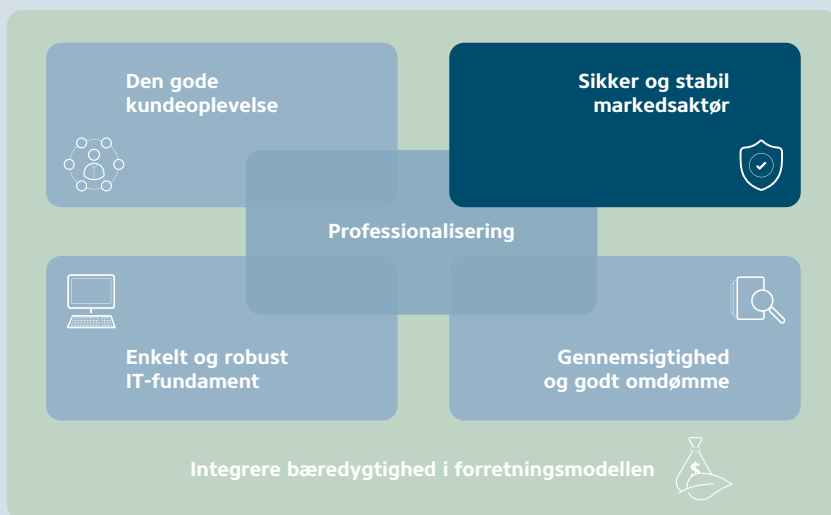 Den gode
kundeoplevelse
Sikker og stabil
markedsaktør
Professionalisering
Enkelt og robust
IT-fundament
Gennemsigtighed
og godt omdømme
Integrere bæredygtighed i forretningsmodellen
$